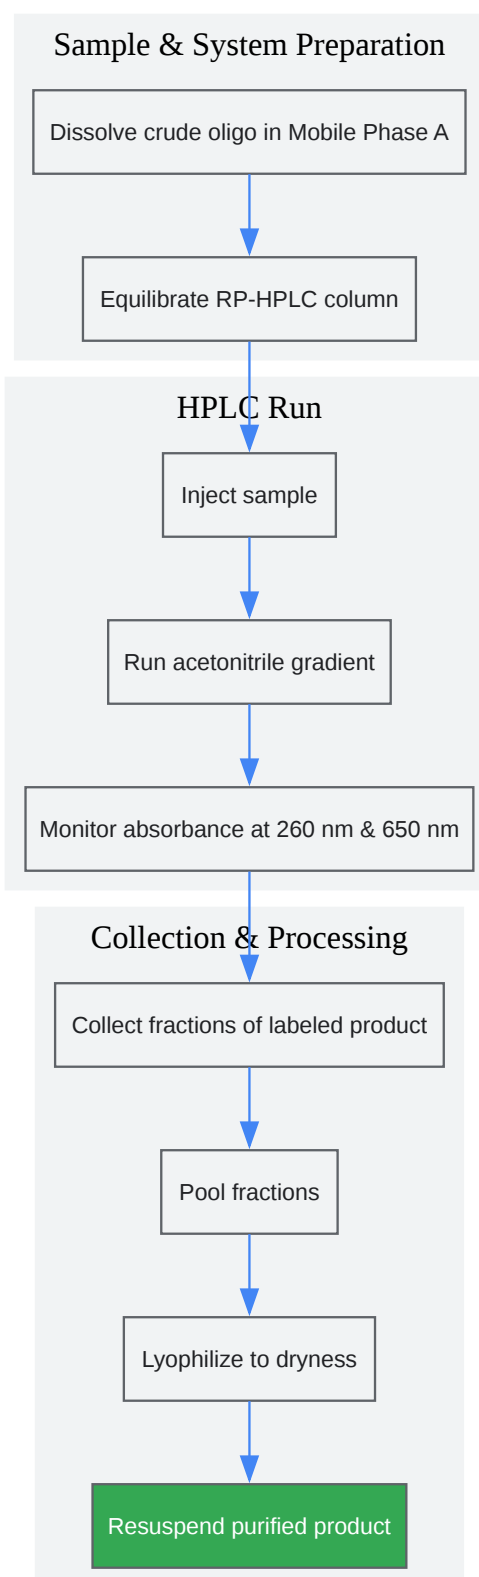 Sample & System Preparation
Dissolve crude oligo in Mobile Phase A
Equilibrate RP-HPLC column
HPLC Run
Inject sample
Run acetonitrile gradient
Monitor absorbance at 260 nm & 650 nm
Collection & Processing
Collect fractions of labeled product
Pool fractions
Lyophilize to dryness
Resuspend purified product